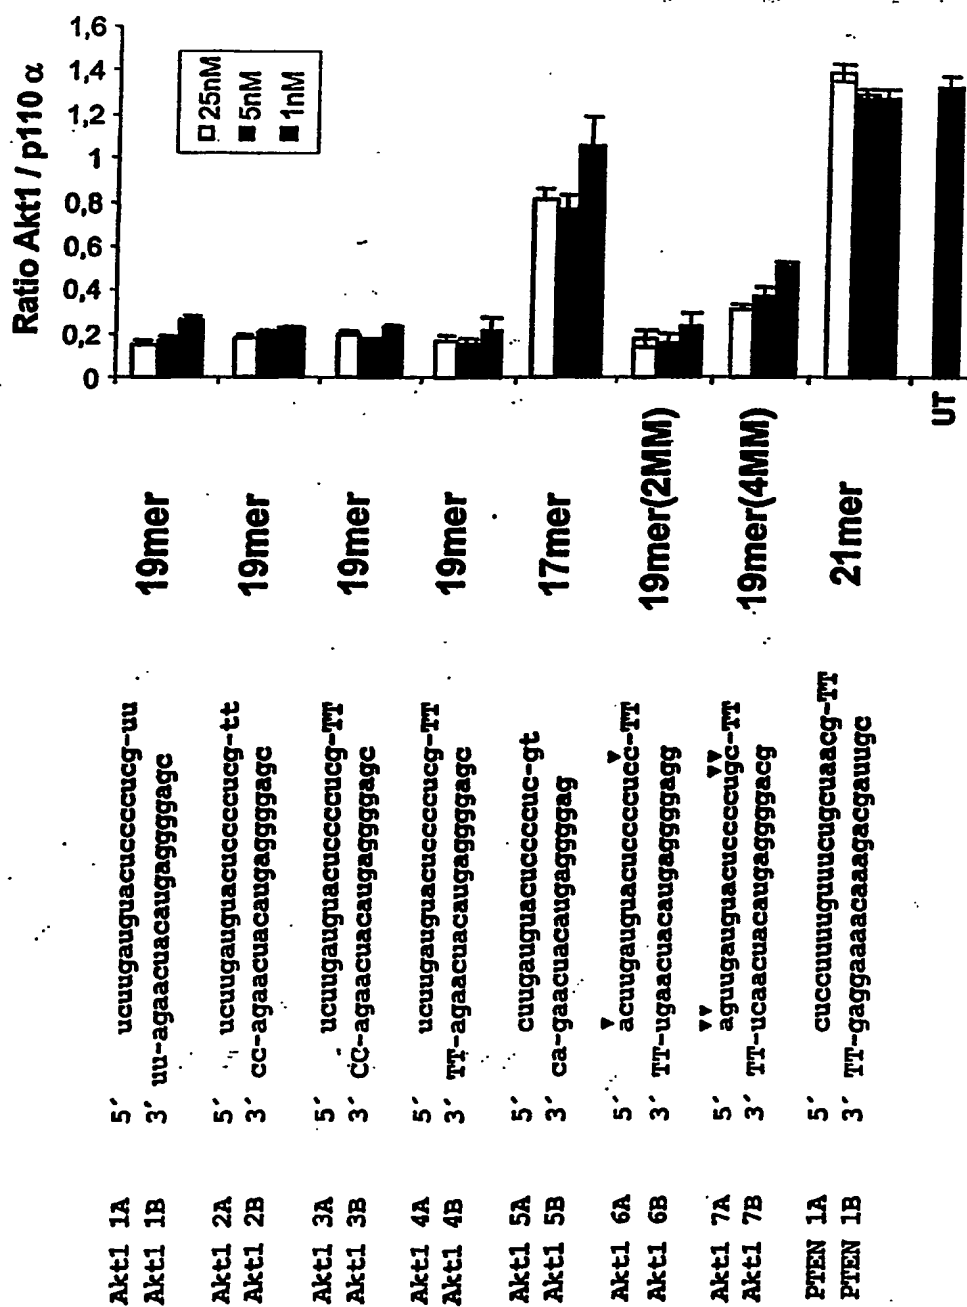 Ratio Akt1 / p110 α
1,6
1,4
1,2
1
0,8
0,6
0,4
0,2
0
25nM
5nM
1nM
Akt1 1A 5´ ucuugauguacuccccucg-uu
Akt1 1B 3´ uu-agaacuacaugaggggagc
19mer
Akt1 2A 5´ ucuugauguacuccccucg-tt
Akt1 2B 3´ cc-agaacuacaugaggggagc
19mer
Akt1 3A 5´ ucuugauguacuccccucg-TT
Akt1 3B 3´ CC-agaacuacaugaggggagc
19mer
Akt1 4A 5´ ucuugauguacuccccucg-TT
Akt1 4B 3´ TT-agaacuacaugaggggagc
19mer
Akt1 5A 5´ cuugauguacuccccuc-gt
Akt1 5B 3´ ca-gaacuacaugaggggag
17mer
Akt1 6A 5´ acuugauguacuccccucc-TT
Akt1 6B 3´ TT-ugaacuacaugaggggagg
19mer(2MM)
Akt1 7A 5´ aguugauguacuccccugc-TT
Akt1 7B 3´ TT-ucaacuacaugaggggacg
19mer(4MM)
PTEN 1A 5´ cuccuuuuguuucugcuaacg-TT
PTEN 1B 3´ TT-gaggaaaacaaagacgauugc
21mer
UT